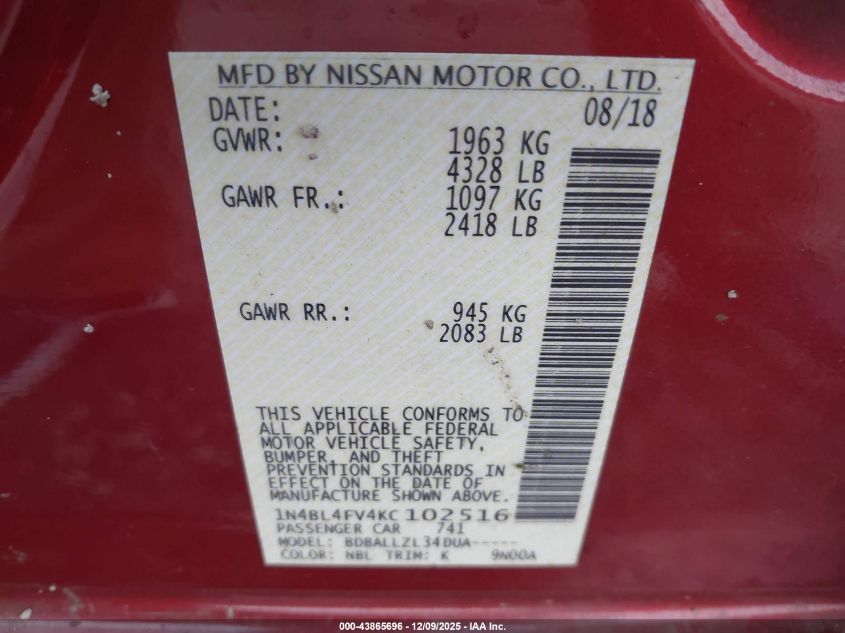 MFD BY NISSAN MOTOR CO., LTD.
DATE: 08/18
GVWR: 1963 KG
4328 LB
GAWR FR.: 1097 KG
2418 LB
GAWR RR.: 945 KG
2083 LB
THIS VEHICLE CONFORMS TO
ALL APPLICABLE FEDERAL
MOTOR VEHICLE SAFETY,
BUMPER, AND THEFT
PREVENTION STANDARDS IN
EFFECT ON THE DATE OF
MANUFACTURE SHOWN ABOVE.
1N4BL4FV4KC102516
PASSENGER CAR 741
MODEL: BDBALLZL34DUA-----
COLOR: NBL TRIM: K 9N00A
000-43865696 - 12/09/2025 - IAA Inc.